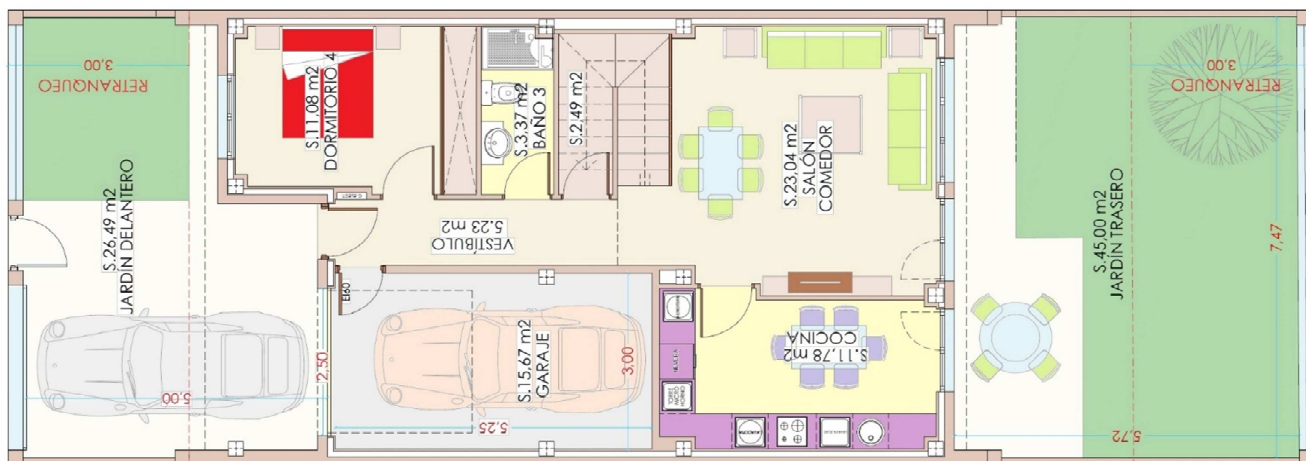 3,00
RETRANQUEO
S.26,49 m2
JARDÍN DELANTERO
5,00
2,50
S.11.08 m2
DORMITORIO 4
S.3.37 m2
BAÑO 3
S.2.49 m2
VESTÍBULO
5.23 m2
EI60
S.15.67 m2
GARAJE
5,25
3,00
S.23,04 m2
SALÓN
COMEDOR
S.11,78 m2
COCINA
NEVERA
S.45,00 m2
JARDÍN TRASERO
3,00
RETRANQUEO
7,47
5,72